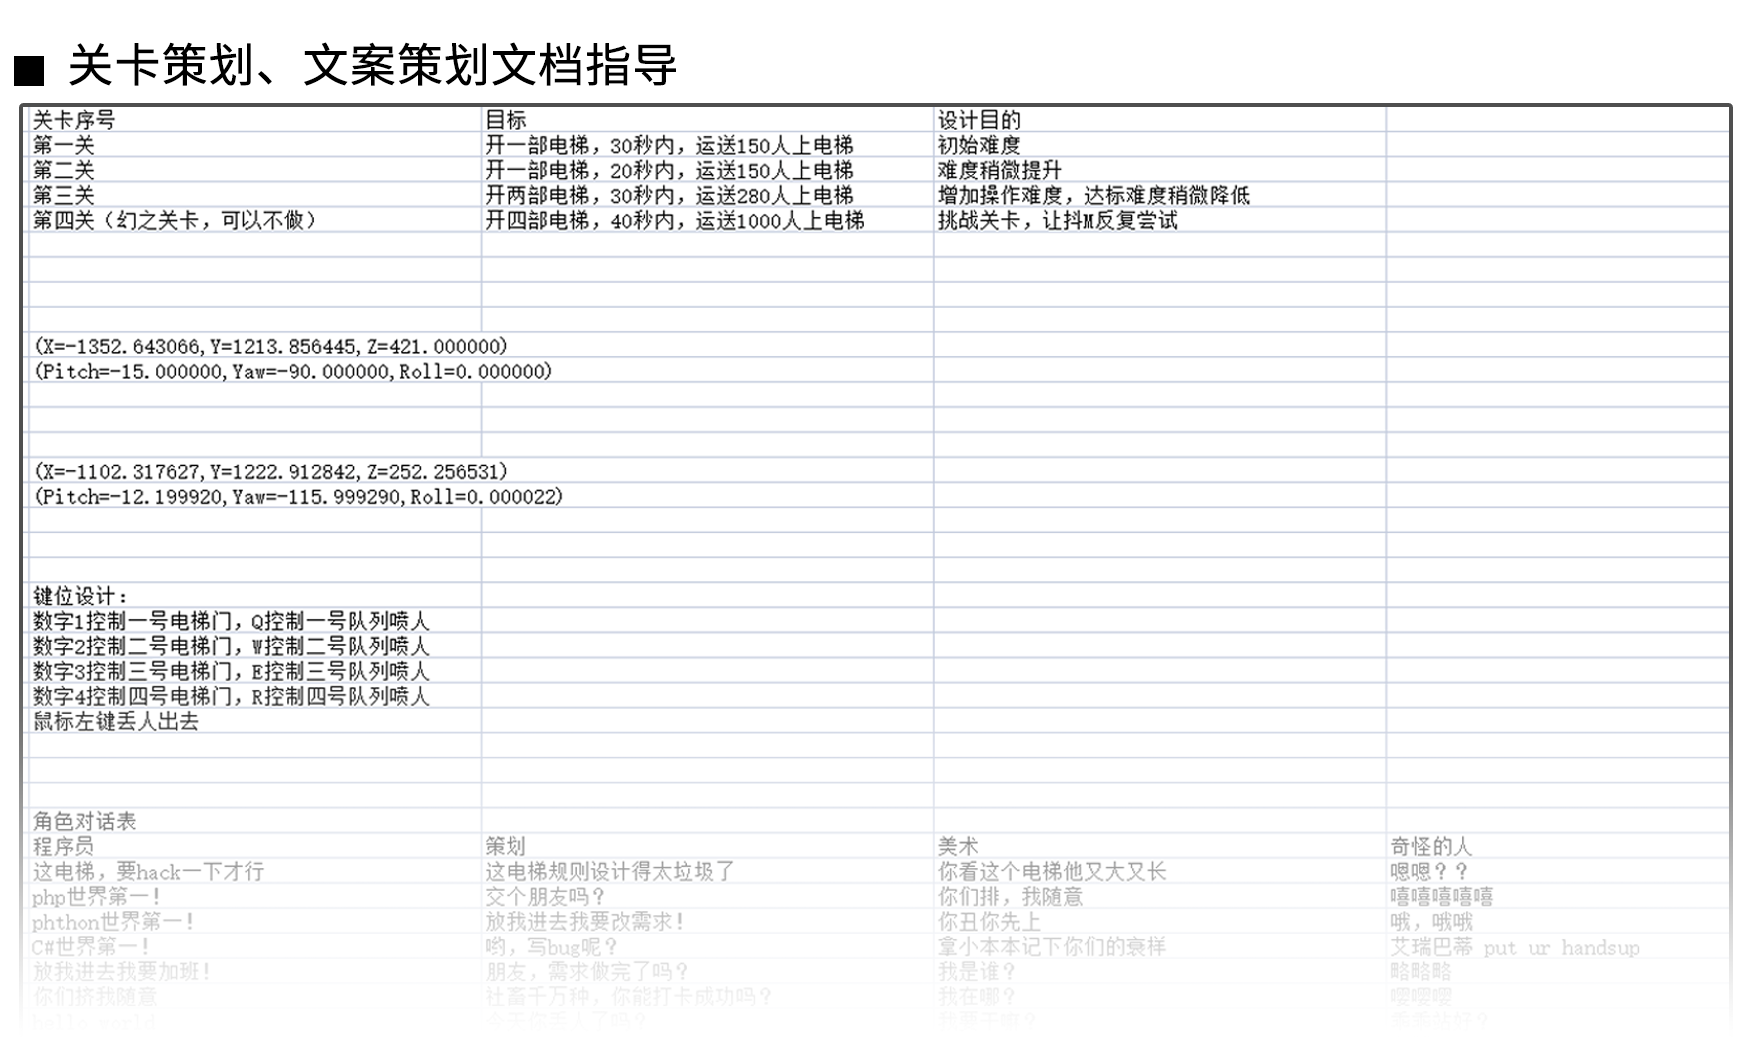 ■ 关卡策划、文案策划文档指导
关卡序号 目标 设计目的
第一关 开一部电梯，30秒内，运送150人上电梯 初始难度
第二关 开一部电梯，20秒内，运送150人上电梯 难度稍微提升
第三关 开两部电梯，30秒内，运送280人上电梯 增加操作难度，达标难度稍微降低
第四关（幻之关卡，可以不做） 开四部电梯，40秒内，运送1000人上电梯 挑战关卡，让抖M反复尝试
(X=-1352.643066,Y=1213.856445,Z=421.000000)
(Pitch=-15.000000,Yaw=-90.000000,Roll=0.000000)
(X=-1102.317627,Y=1222.912842,Z=252.256531)
(Pitch=-12.199920,Yaw=-115.999290,Roll=0.000022)
键位设计：
数字1控制一号电梯门，Q控制一号队列喷人
数字2控制二号电梯门，W控制二号队列喷人
数字3控制三号电梯门，E控制三号队列喷人
数字4控制四号电梯门，R控制四号队列喷人
鼠标左键丢人出去
角色对话表
程序员 策划 美术 奇怪的人
这电梯，要hack一下才行 这电梯规则设计得太垃圾了 你看这个电梯他又大又长 嗯嗯？？
php世界第一！ 交个朋友吗？ 你们排，我随意 嘻嘻嘻嘻嘻
phthon世界第一！ 放我进去我要改需求！ 你丑你先上 哦，哦哦
C#世界第一！ 哟，写bug呢？ 拿小本本记下你们的衰样 艾瑞巴蒂 put ur handsup
放我进去我要加班！ 朋友，需求做完了吗？ 我是谁？ 略略略
你们挤我随意 社畜千万种，你能打卡成功吗？ 我在哪？ 嘤嘤嘤
hello world 今天你丢人了吗？ 我要干嘛？